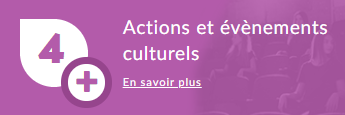 4
+
Actions et évènements
culturels
En savoir plus